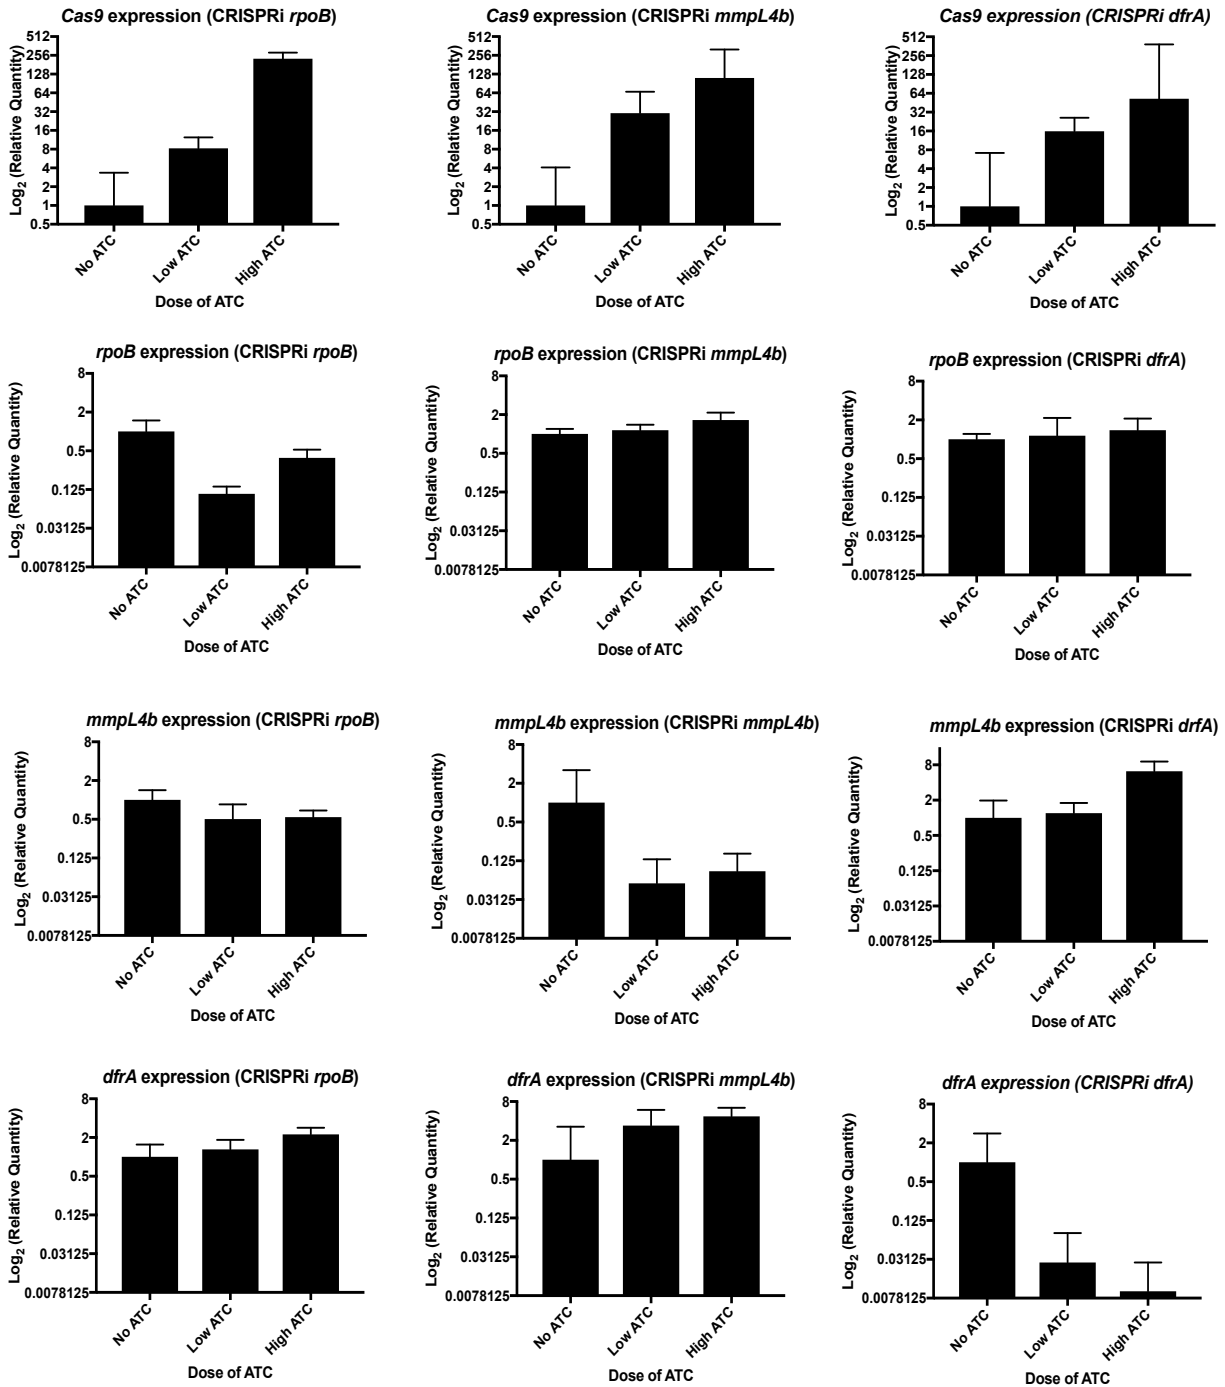 Cas9 expression (CRISPRi rpoB)
Log2 (Relative Quantity)
512
256
128
64
32
16
8
4
2
1
0.5
No ATC
Low ATC
High ATC
Dose of ATC
Cas9 expression (CRISPRi mmpL4b)
Log2 (Relative Quantity)
512
256
128
64
32
16
8
4
2
1
0.5
No ATC
Low ATC
High ATC
Dose of ATC
Cas9 expression (CRISPRi dfrA)
Log2 (Relative Quantity)
512
256
128
64
32
16
8
4
2
1
0.5
No ATC
Low ATC
High ATC
Dose of ATC
rpoB expression (CRISPRi rpoB)
Log2 (Relative Quantity)
8
2
0.5
0.125
0.03125
0.0078125
No ATC
Low ATC
High ATC
Dose of ATC
rpoB expression (CRISPRi mmpL4b)
Log2 (Relative Quantity)
8
2
0.5
0.125
0.03125
0.0078125
No ATC
Low ATC
High ATC
Dose of ATC
rpoB expression (CRISPRi dfrA)
Log2 (Relative Quantity)
8
2
0.5
0.125
0.03125
0.0078125
No ATC
Low ATC
High ATC
Dose of ATC
mmpL4b expression (CRISPRi rpoB)
Log2 (Relative Quantity)
8
2
0.5
0.125
0.03125
0.0078125
No ATC
Low ATC
High ATC
Dose of ATC
mmpL4b expression (CRISPRi mmpL4b)
Log2 (Relative Quantity)
8
2
0.5
0.125
0.03125
0.0078125
No ATC
Low ATC
High ATC
Dose of ATC
mmpL4b expression (CRISPRi drfA)
Log2 (Relative Quantity)
8
2
0.5
0.125
0.03125
0.0078125
No ATC
Low ATC
High ATC
Dose of ATC
dfrA expression (CRISPRi rpoB)
Log2 (Relative Quantity)
8
2
0.5
0.125
0.03125
0.0078125
No ATC
Low ATC
High ATC
Dose of ATC
dfrA expression (CRISPRi mmpL4b)
Log2 (Relative Quantity)
8
2
0.5
0.125
0.03125
0.0078125
No ATC
Low ATC
High ATC
Dose of ATC
dfrA expression (CRISPRi dfrA)
Log2 (Relative Quantity)
8
2
0.5
0.125
0.03125
0.0078125
No ATC
Low ATC
High ATC
Dose of ATC